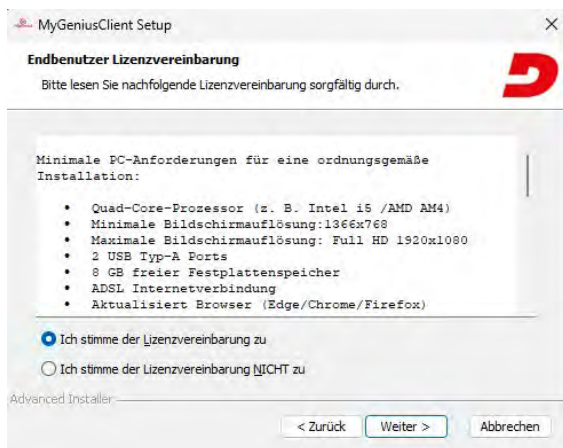 MyGeniusClient Setup
Endbenutzer Lizenzvereinbarung
Bitte lesen Sie nachfolgende Lizenzvereinbarung sorgfältig durch.
Minimale PC-Anforderungen für eine ordnungsgemäße
Installation:
• Quad-Core-Prozessor (z. B. Intel i5 /AMD AM4)
• Minimale Bildschirmauflösung:1366x768
• Maximale Bildschirmauflösung: Full HD 1920x1080
• 2 USB Typ-A Ports
• 8 GB freier Festplattenspeicher
• ADSL Internetverbindung
• Aktualisiert Browser (Edge/Chrome/Firefox)
Ich stimme der Lizenzvereinbarung zu
Ich stimme der Lizenzvereinbarung NICHT zu
Advanced Installer
< Zurück Weiter > Abbrechen